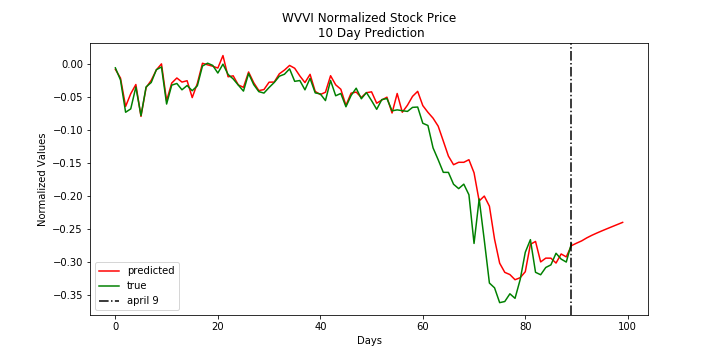 WVVI Normalized Stock Price
10 Day Prediction
0.00
−0.05
−0.10
−0.15
−0.20
−0.25
−0.30
−0.35
Normalized Values
predicted
true
april 9
0 20 40 60 80 100
Days